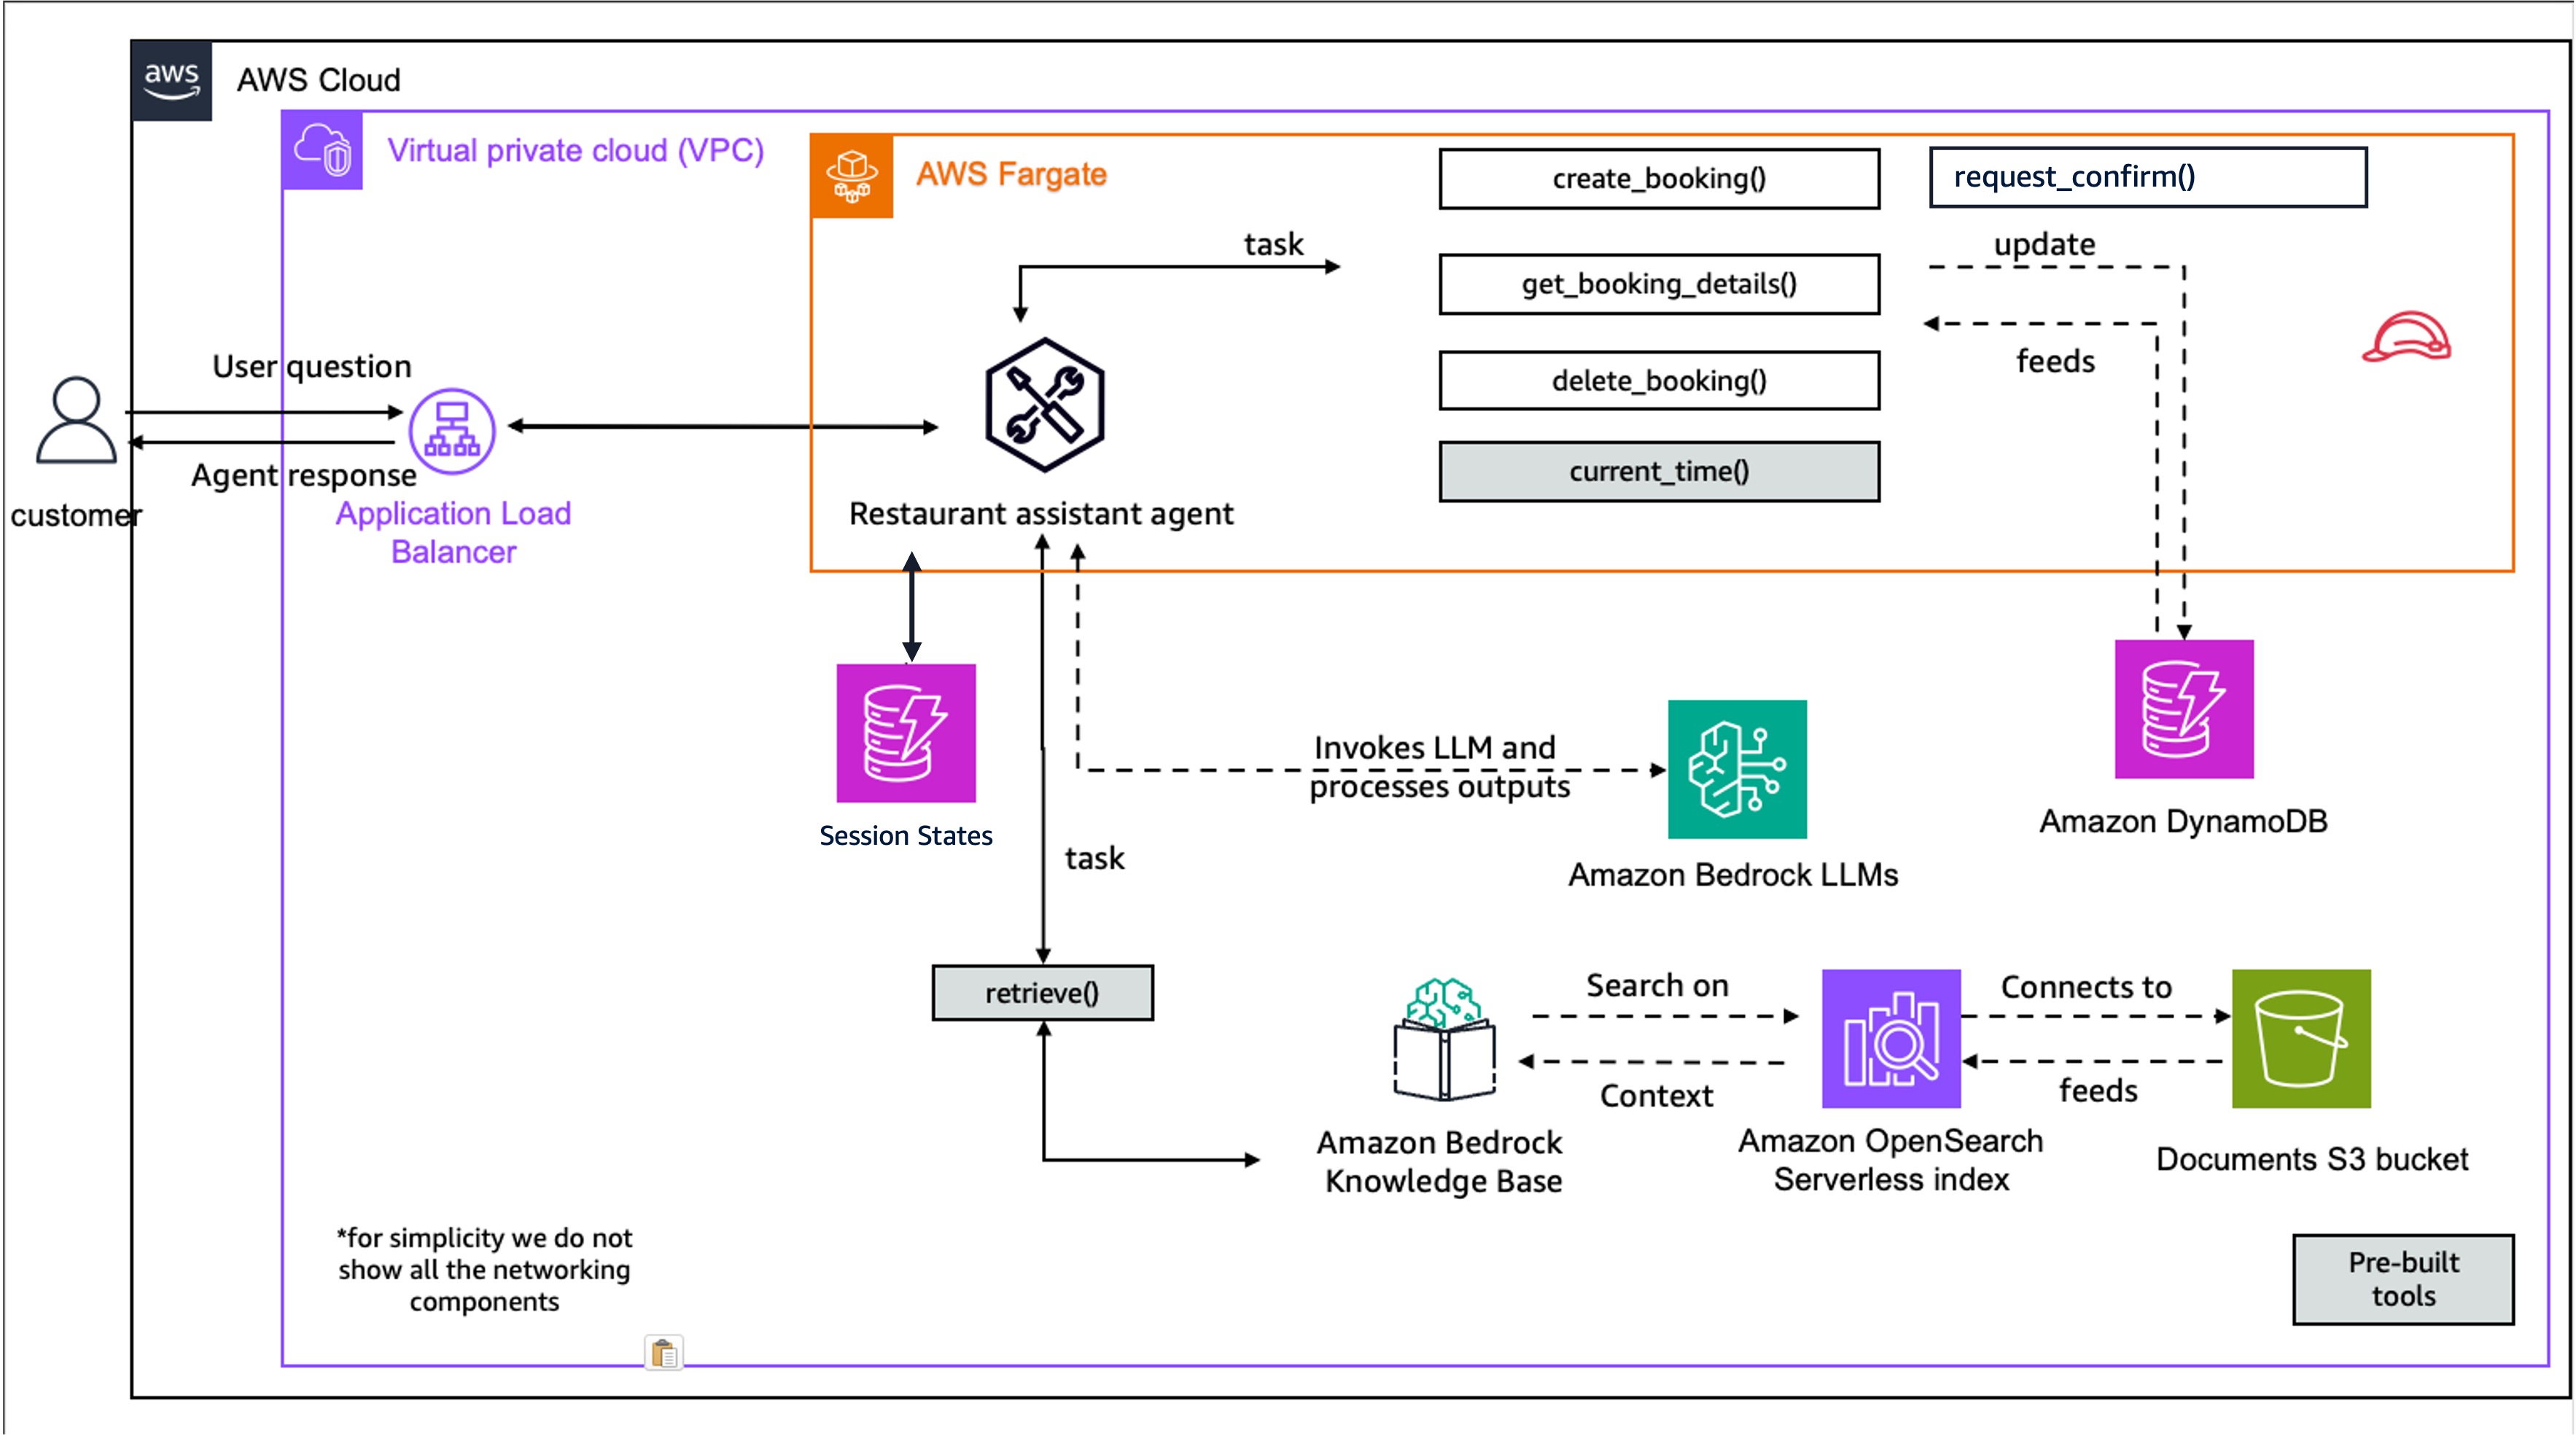 aws
AWS Cloud
Virtual private cloud (VPC)
AWS Fargate
create_booking()
request_confirm()
task
update
get_booking_details()
feeds
User question
delete_booking()
current_time()
Agent response
customer
Application Load
Balancer
Restaurant assistant agent
Session States
Invokes LLM and
processes outputs
Amazon DynamoDB
task
Amazon Bedrock LLMs
retrieve()
Search on
Connects to
Context
feeds
Amazon Bedrock
Knowledge Base
Amazon OpenSearch
Serverless index
Documents S3 bucket
*for simplicity we do not
show all the networking
components
Pre-built
tools